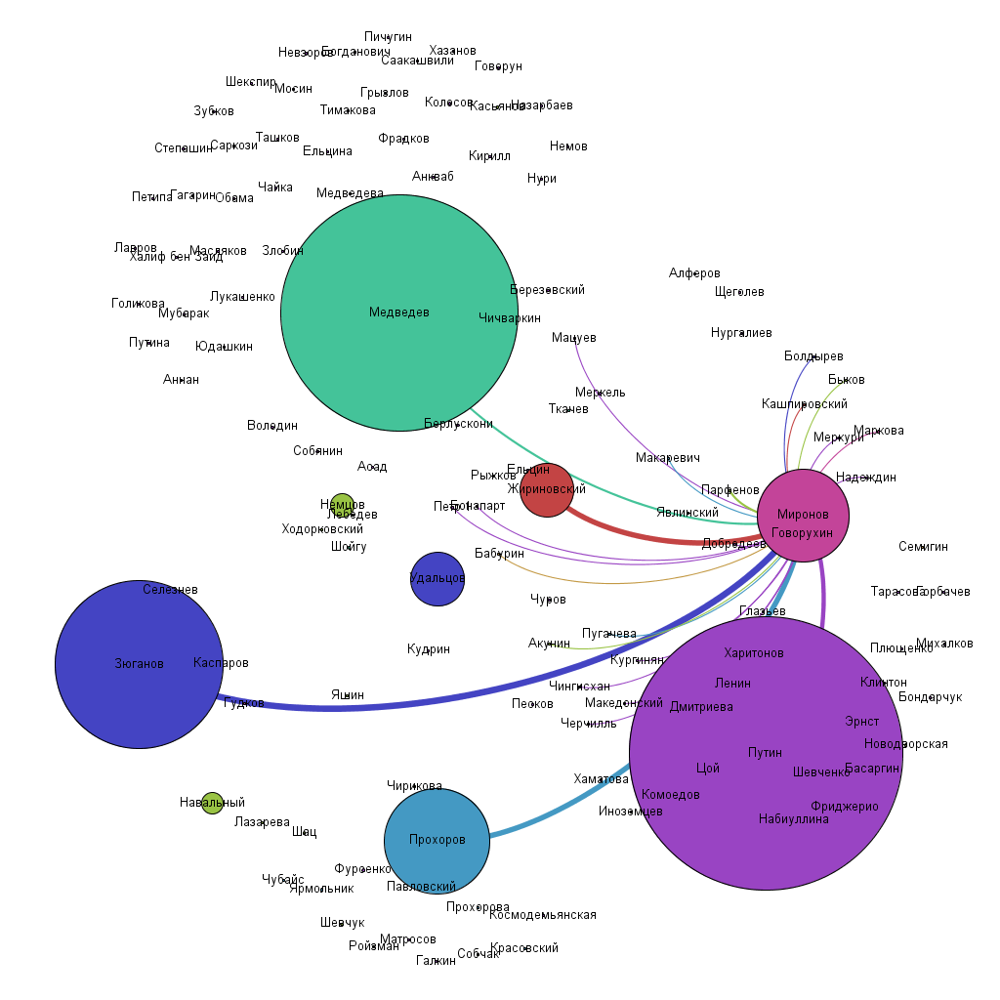 Пичугин
Невзоров
Богданович
Хазанов
Саакашвили
Говорун
Шекспир
Мосин
Грызлов
Колесов
Касьянов
Назарбаев
Зубков
Тимакова
Ташков
Фрадков
Степашин
Саркози
Ельцина
Кирилл
Немов
Анкваб
Нури
Чайка
Медведева
Петипа
Гагарин
Обама
Лавров
Халиф бен Заид
Масляков
Злобин
Алферов
Березовский
Щеголев
Лукашенко
Голикова
Мубарак
Медведев
Чичваркин
Нургалиев
Мацуев
Путина
Юдашкин
Болдырев
Аннан
Быков
Меркель
Кашпировский
Ткачев
Володин
Берлускони
Маркова
Меркури
Собянин
Макаревич
Асад
Ельцин
Рыжков
Надеждин
Жириновский
Парфенов
Немцов
Лебедев
Петр I
Бонапарт
Явлинский
Миронов
Говорухин
Ходорковский
Шойгу
Добродеев
Семигин
Бабурин
Удальцов
Селезнев
Чуров
Тарасова
Горбачев
Глазьев
Пугачева
Акунин
Кудрин
Плющенко
Михалков
Харитонов
Кургинян
Зюганов
Каспаров
Ленин
Клинтон
Чингисхан
Яшин
Гудков
Песков
Македонский
Дмитриева
Бондарчук
Черчилль
Эрнст
Новодворская
Путин
Цой
Шевченко
Басаргин
Хаматова
Чирикова
Комоедов
Навальный
Иноземцев
Фриджерио
Набиуллина
Лазарева
Шац
Прохоров
Фурсенко
Чубайс
Ярмольник
Павловский
Прохорова
Космодемьянская
Шевчук
Матросов
Ройзман
Собчак
Красовский
Галкин